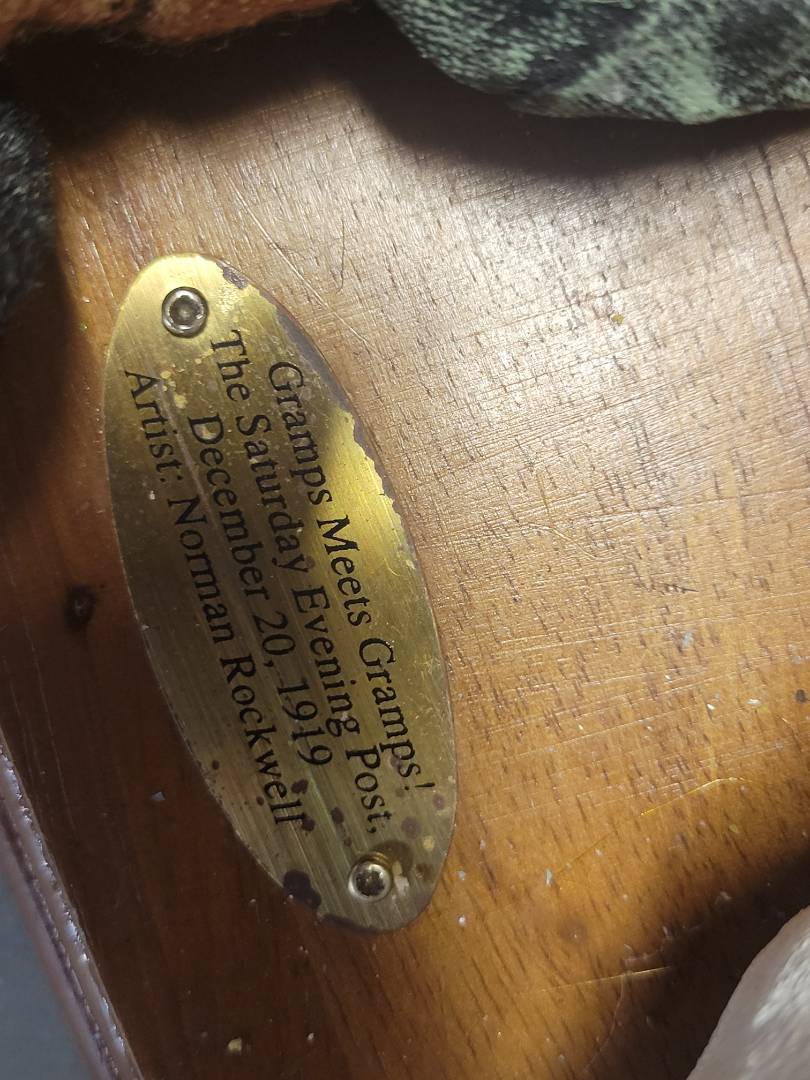 Gramps Meets Gramps!
The Saturday Evening Post,
December 20, 1919
Artist: Norman Rockwell